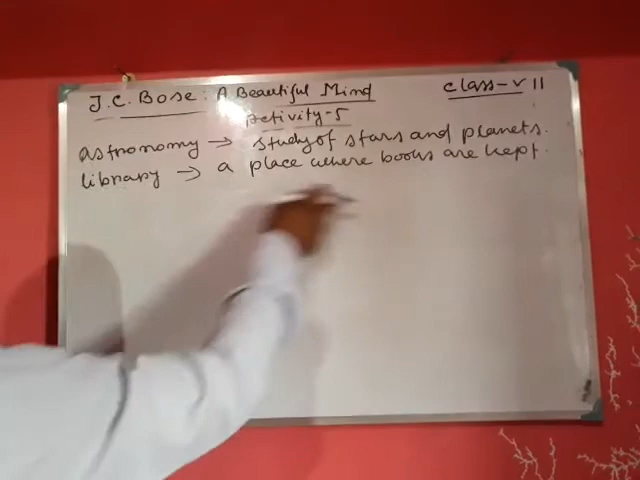 J.C. Bose: A Beautiful Mind class-VII
Activity-5
astronomy → study of stars and planets.
library → a place where books are kept.